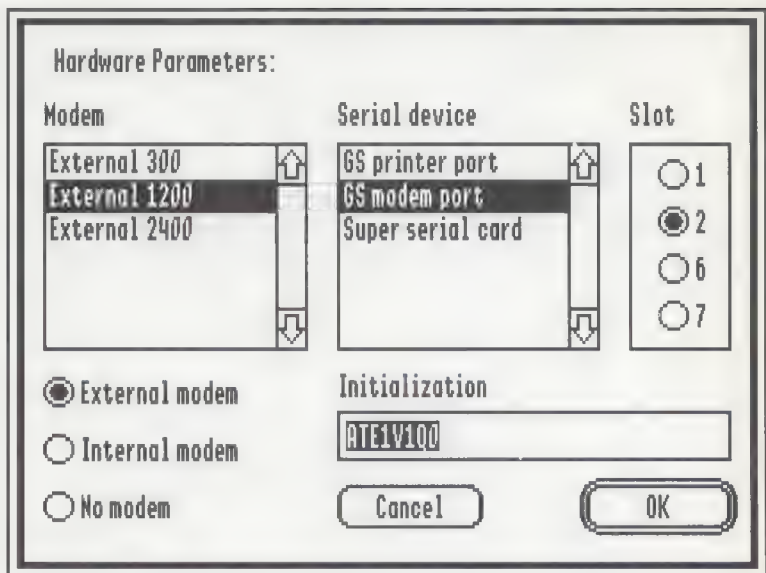 Hardware Parameters:
Modem
External 300
External 1200
External 2400
External modem
Internal modem
No modem
Serial device
GS printer port
GS modem port
Super serial card
Slot
1
2
6
7
Initialization
ATE1V1Q0
Cancel
OK